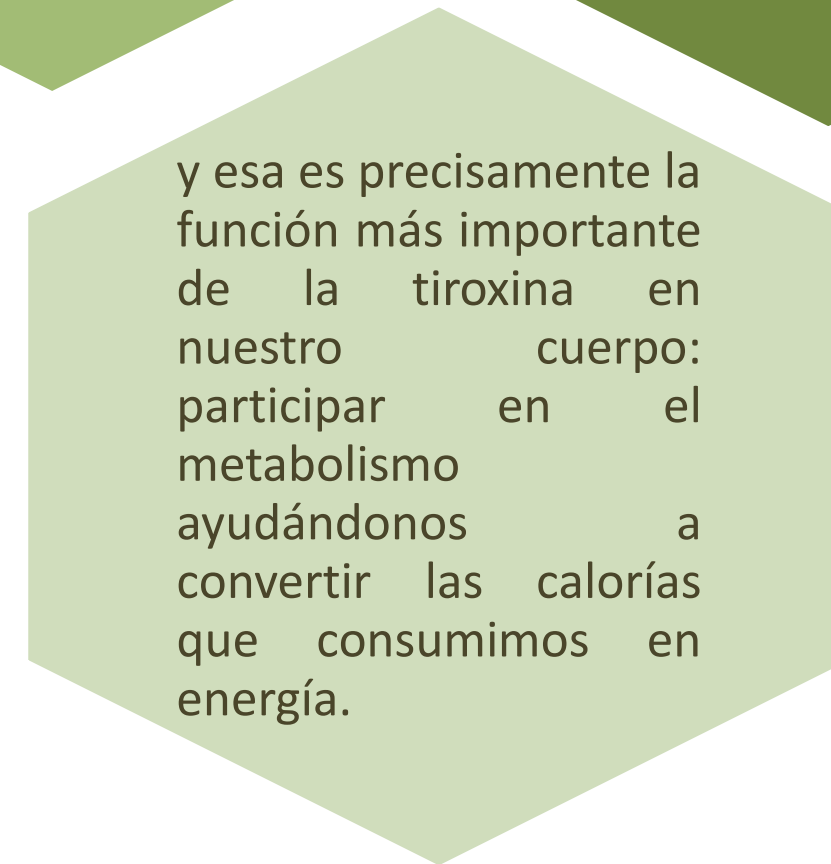 y esa es precisamente la
función más importante
de la tiroxina en
nuestro cuerpo:
participar en el
metabolismo
ayudándonos a
convertir las calorías
que consumimos en
energía.